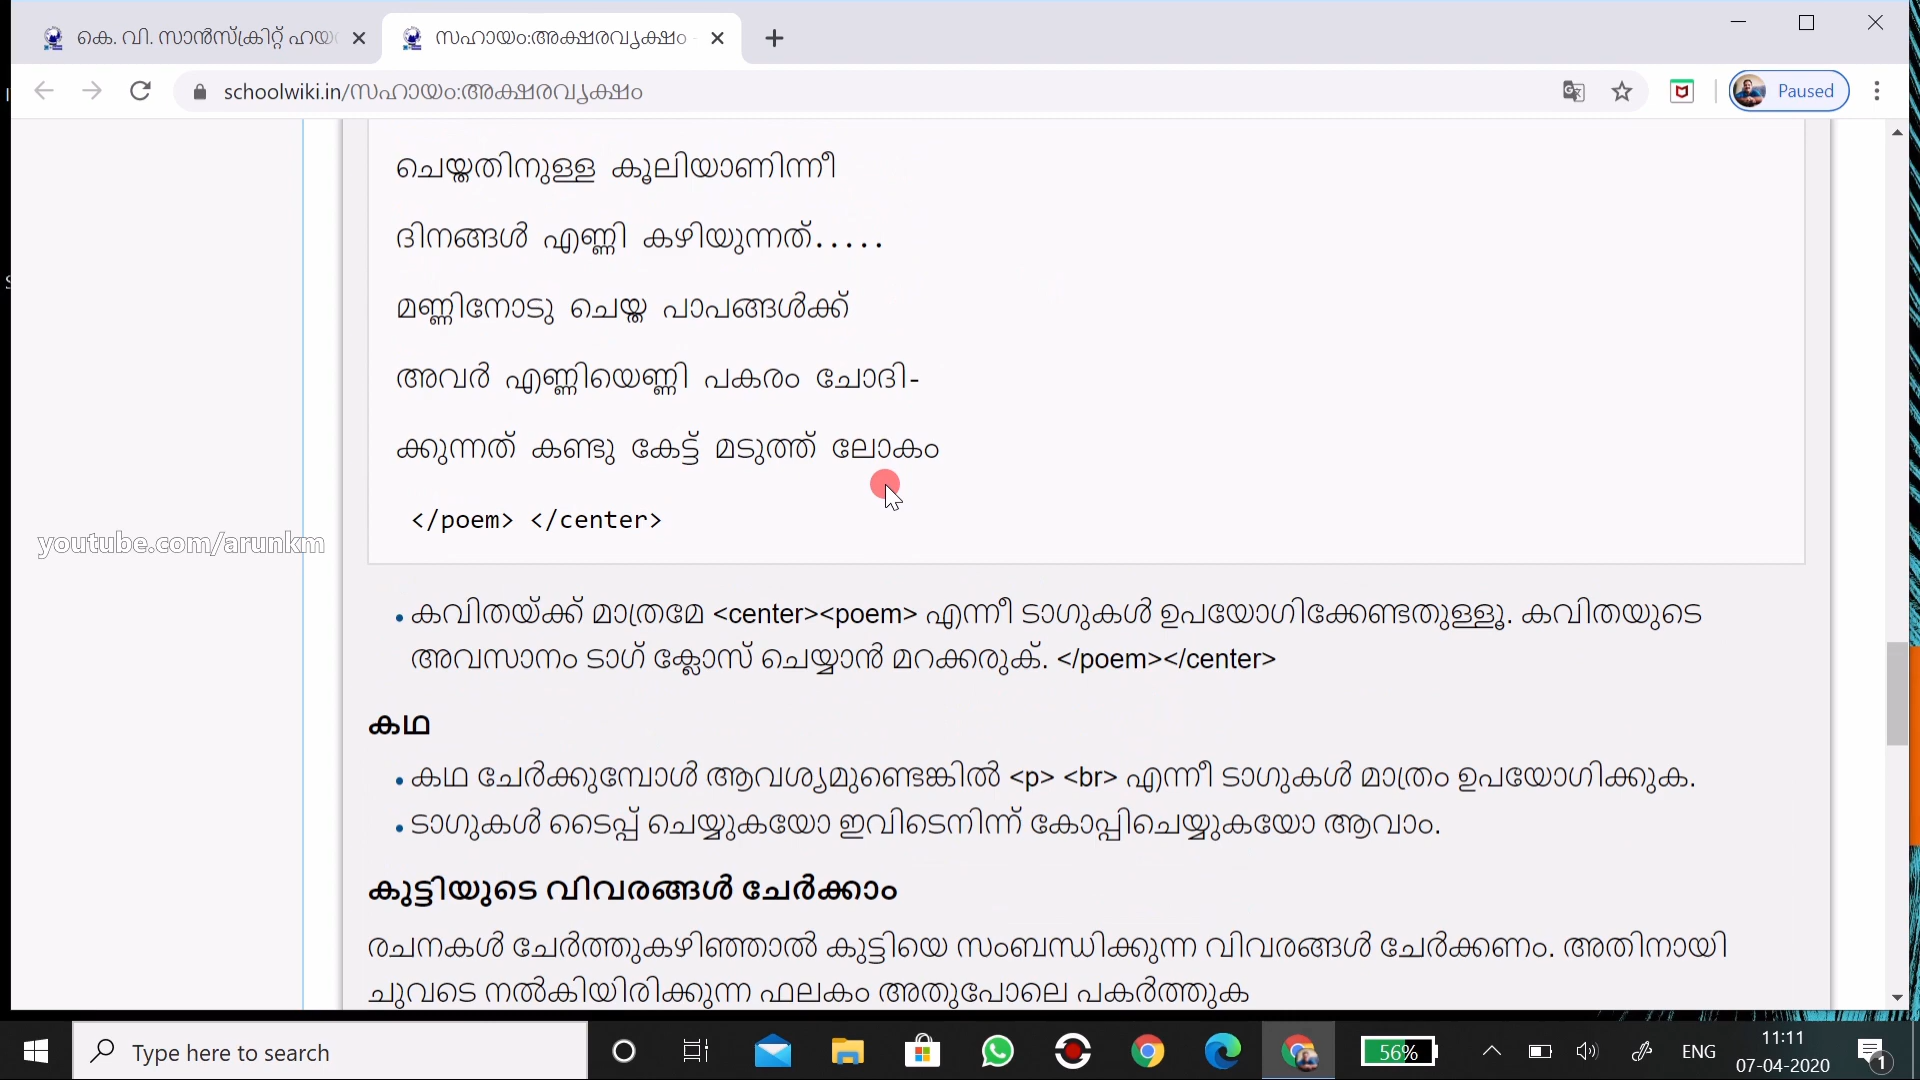 കെ. വി. സാൻസ്ക്രിറ്റ് ഹയ
സഹായം:അക്ഷരവൃക്ഷം
schoolwiki.in/സഹായം:അക്ഷരവൃക്ഷം
Paused
ചെയ്തതിനുള്ള കൂലിയാണിന്നീ
ദിനങ്ങൾ എണ്ണി കഴിയുന്നത്.....
മണ്ണിനോടു ചെയ്ത പാപങ്ങൾക്ക്
അവർ എണ്ണിയെണ്ണി പകരം ചോദി-
ക്കുന്നത് കണ്ടു കേട്ട് മടുത്ത് ലോകം
</poem> </center>
youtube.com/arunkm
• കവിതയ്ക്ക് മാത്രമേ <center><poem> എന്നീ ടാഗുകൾ ഉപയോഗിക്കേണ്ടതുള്ളൂ. കവിതയുടെ
അവസാനം ടാഗ് ക്ലോസ് ചെയ്യാൻ മറക്കരുക്. </poem></center>
കഥ
• കഥ ചേർക്കുമ്പോൾ ആവശ്യമുണ്ടെങ്കിൽ <p> <br> എന്നീ ടാഗുകൾ മാത്രം ഉപയോഗിക്കുക.
• ടാഗുകൾ ടൈപ്പ് ചെയ്യുകയോ ഇവിടെനിന്ന് കോപ്പിചെയ്യുകയോ ആവാം.
കുട്ടിയുടെ വിവരങ്ങൾ ചേർക്കാം
രചനകൾ ചേർത്തുകഴിഞ്ഞാൽ കുട്ടിയെ സംബന്ധിക്കുന്ന വിവരങ്ങൾ ചേർക്കണം. അതിനായി
ചുവടെ നൽകിയിരിക്കുന്ന ഫലകം അതുപോലെ പകർത്തുക
Type here to search
56%
ENG
11:11
07-04-2020
1